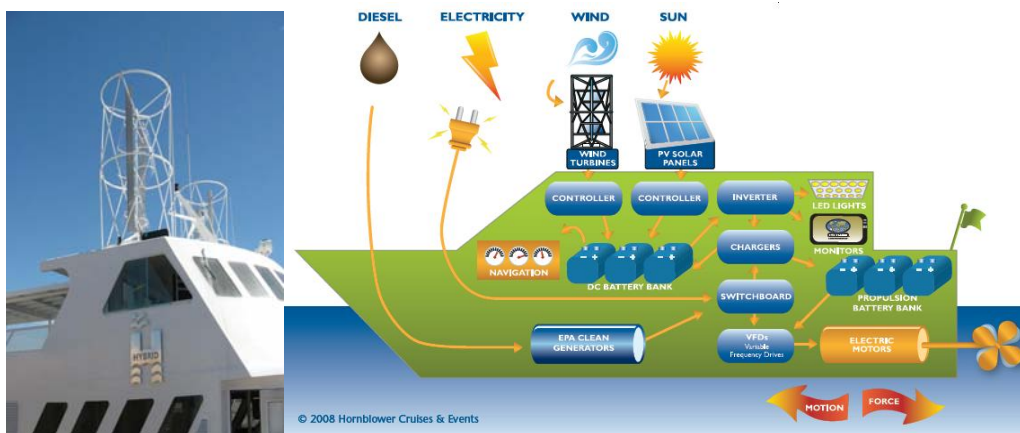 DIESEL
ELECTRICITY
WIND
SUN
WIND
TURBINES
PV SOLAR
PANELS
CONTROLLER
CONTROLLER
INVERTER
LED LIGHTS
CHARGERS
MONITORS
NAVIGATION
DC BATTERY BANK
SWITCHBOARD
PROPULSION
BATTERY BANK
EPA CLEAN
GENERATORS
VFDs
Variable
Frequency Drives
ELECTRIC
MOTORS
MOTION
FORCE
© 2008 Hornblower Cruises & Events
HYBRID
H